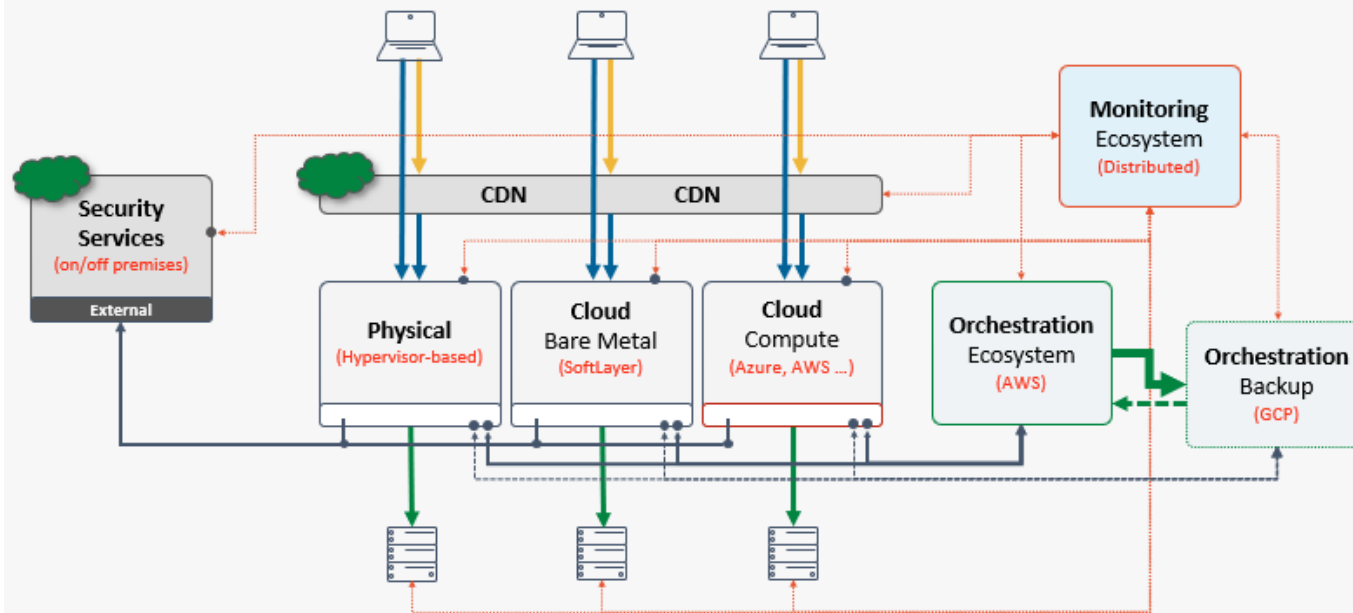 Monitoring
Ecosystem
(Distributed)
CDN CDN
Security
Services
(on/off premises)
External
Physical
(Hypervisor-based)
Cloud
Bare Metal
(SoftLayer)
Cloud
Compute
(Azure, AWS ...)
Orchestration
Ecosystem
(AWS)
Orchestration
Backup
(GCP)